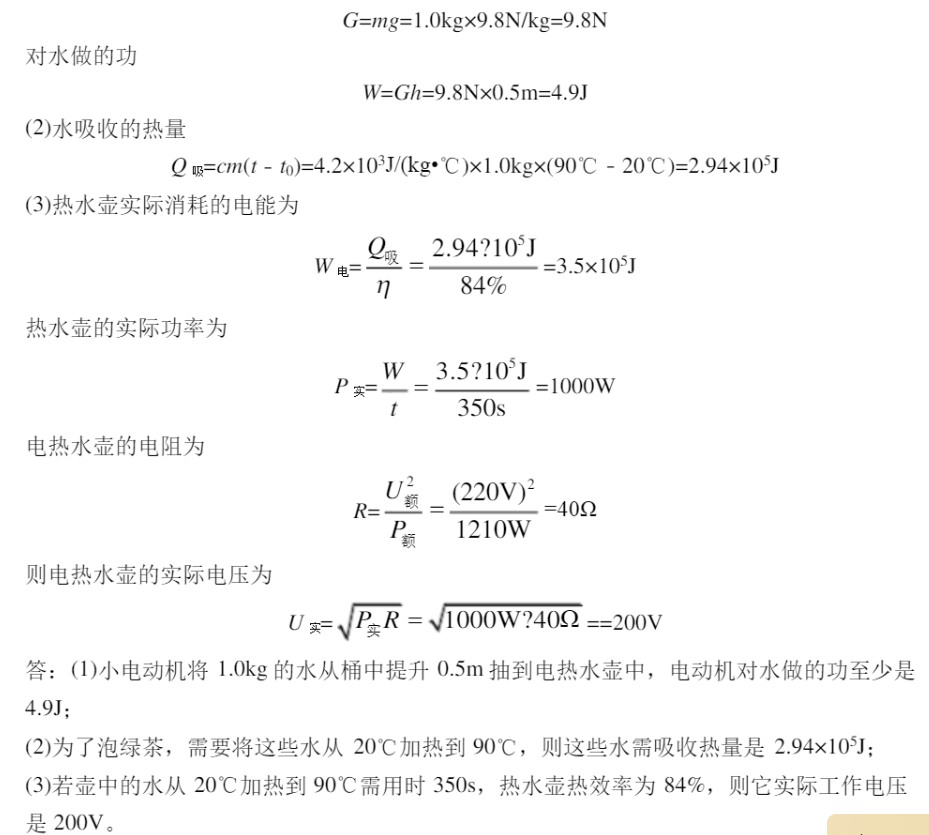 G=mg=1.0kg×9.8N/kg=9.8N
对水做的功
W=Gh=9.8N×0.5m=4.9J
(2)水吸收的热量
Q吸=cm(t - t₀)=4.2×10³J/(kg•℃)×1.0kg×(90℃ - 20℃)=2.94×10⁵J
(3)热水壶实际消耗的电能为
W电=Q吸/η=2.94?10⁵J/84%=3.5×10⁵J
热水壶的实际功率为
P实=W/t=3.5?10⁵J/350s=1000W
电热水壶的电阻为
R=U额²/P额=(220V)²/1210W=40Ω
则电热水壶的实际电压为
U实=√P实R=√1000W?40Ω==200V
答：(1)小电动机将 1.0kg 的水从桶中提升 0.5m 抽到电热水壶中，电动机对水做的功至少是
4.9J；
(2)为了泡绿茶，需要将这些水从 20℃加热到 90℃，则这些水需吸收热量是 2.94×10⁵J；
(3)若壶中的水从 20℃加热到 90℃需用时 350s，热水壶热效率为 84%，则它实际工作电压
是 200V。